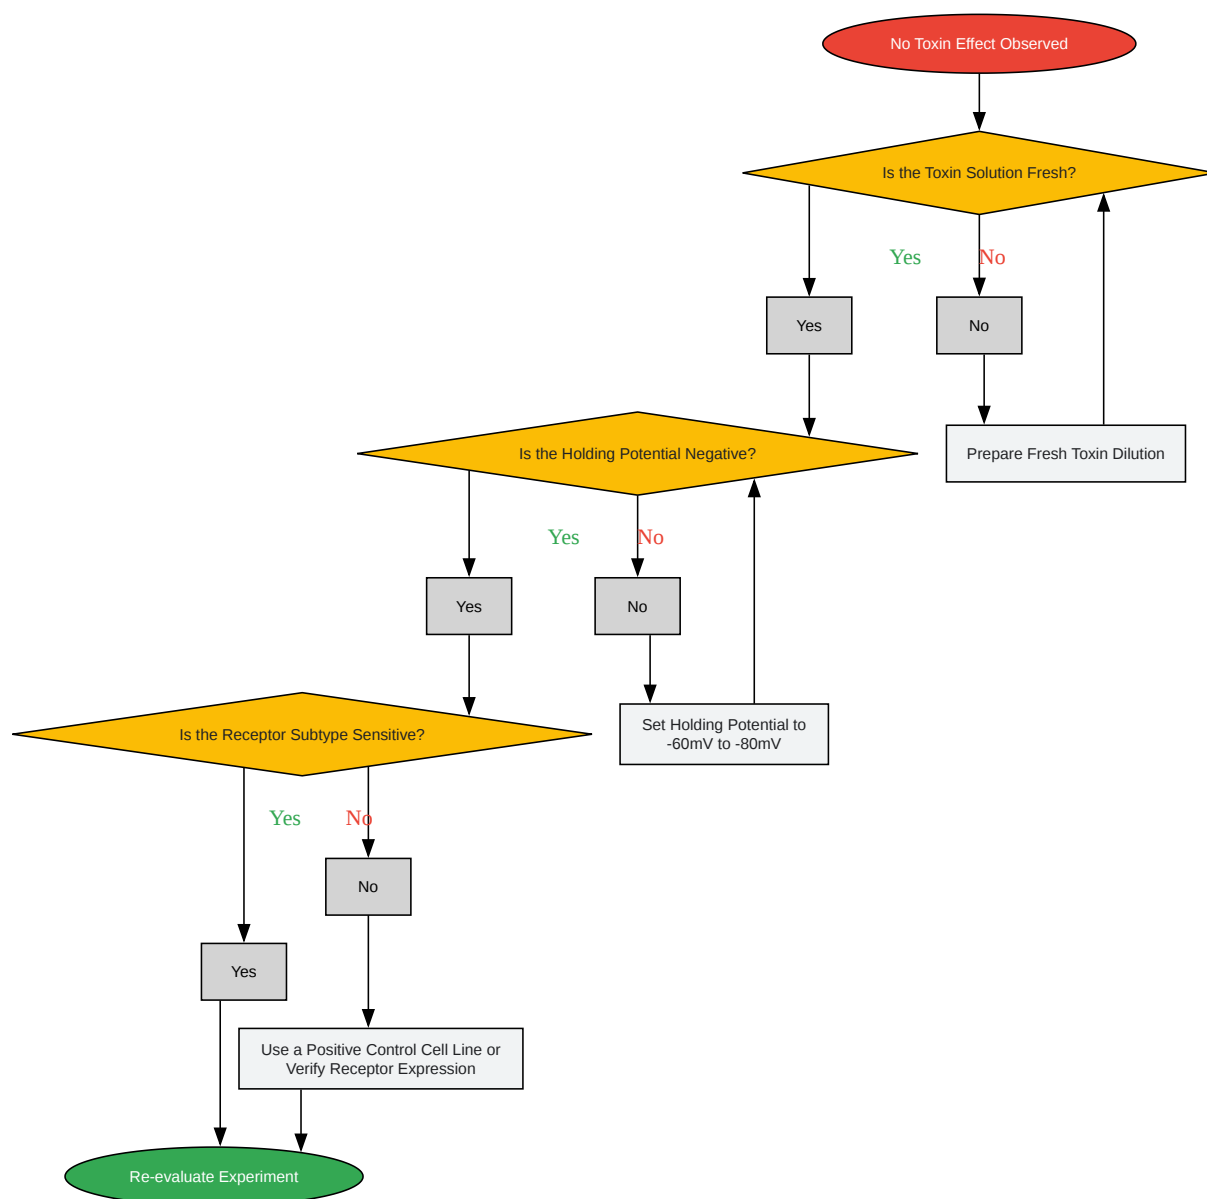 No Toxin Effect Observed
Is the Toxin Solution Fresh?
Yes
No
Yes
No
Is the Holding Potential Negative?
Prepare Fresh Toxin Dilution
Yes
No
Yes
No
Set Holding Potential to
-60mV to -80mV
Is the Receptor Subtype Sensitive?
Yes
No
No
Yes
Use a Positive Control Cell Line or
Verify Receptor Expression
Re-evaluate Experiment